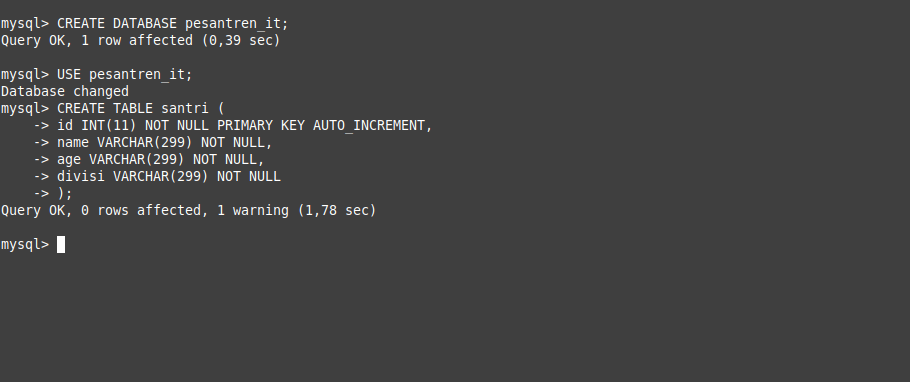 mysql> CREATE DATABASE pesantren_it;
Query OK, 1 row affected (0,39 sec)
mysql> USE pesantren_it;
Database changed
mysql> CREATE TABLE santri (
    -> id INT(11) NOT NULL PRIMARY KEY AUTO_INCREMENT,
    -> name VARCHAR(299) NOT NULL,
    -> age VARCHAR(299) NOT NULL,
    -> divisi VARCHAR(299) NOT NULL
    -> );
Query OK, 0 rows affected, 1 warning (1,78 sec)
mysql>